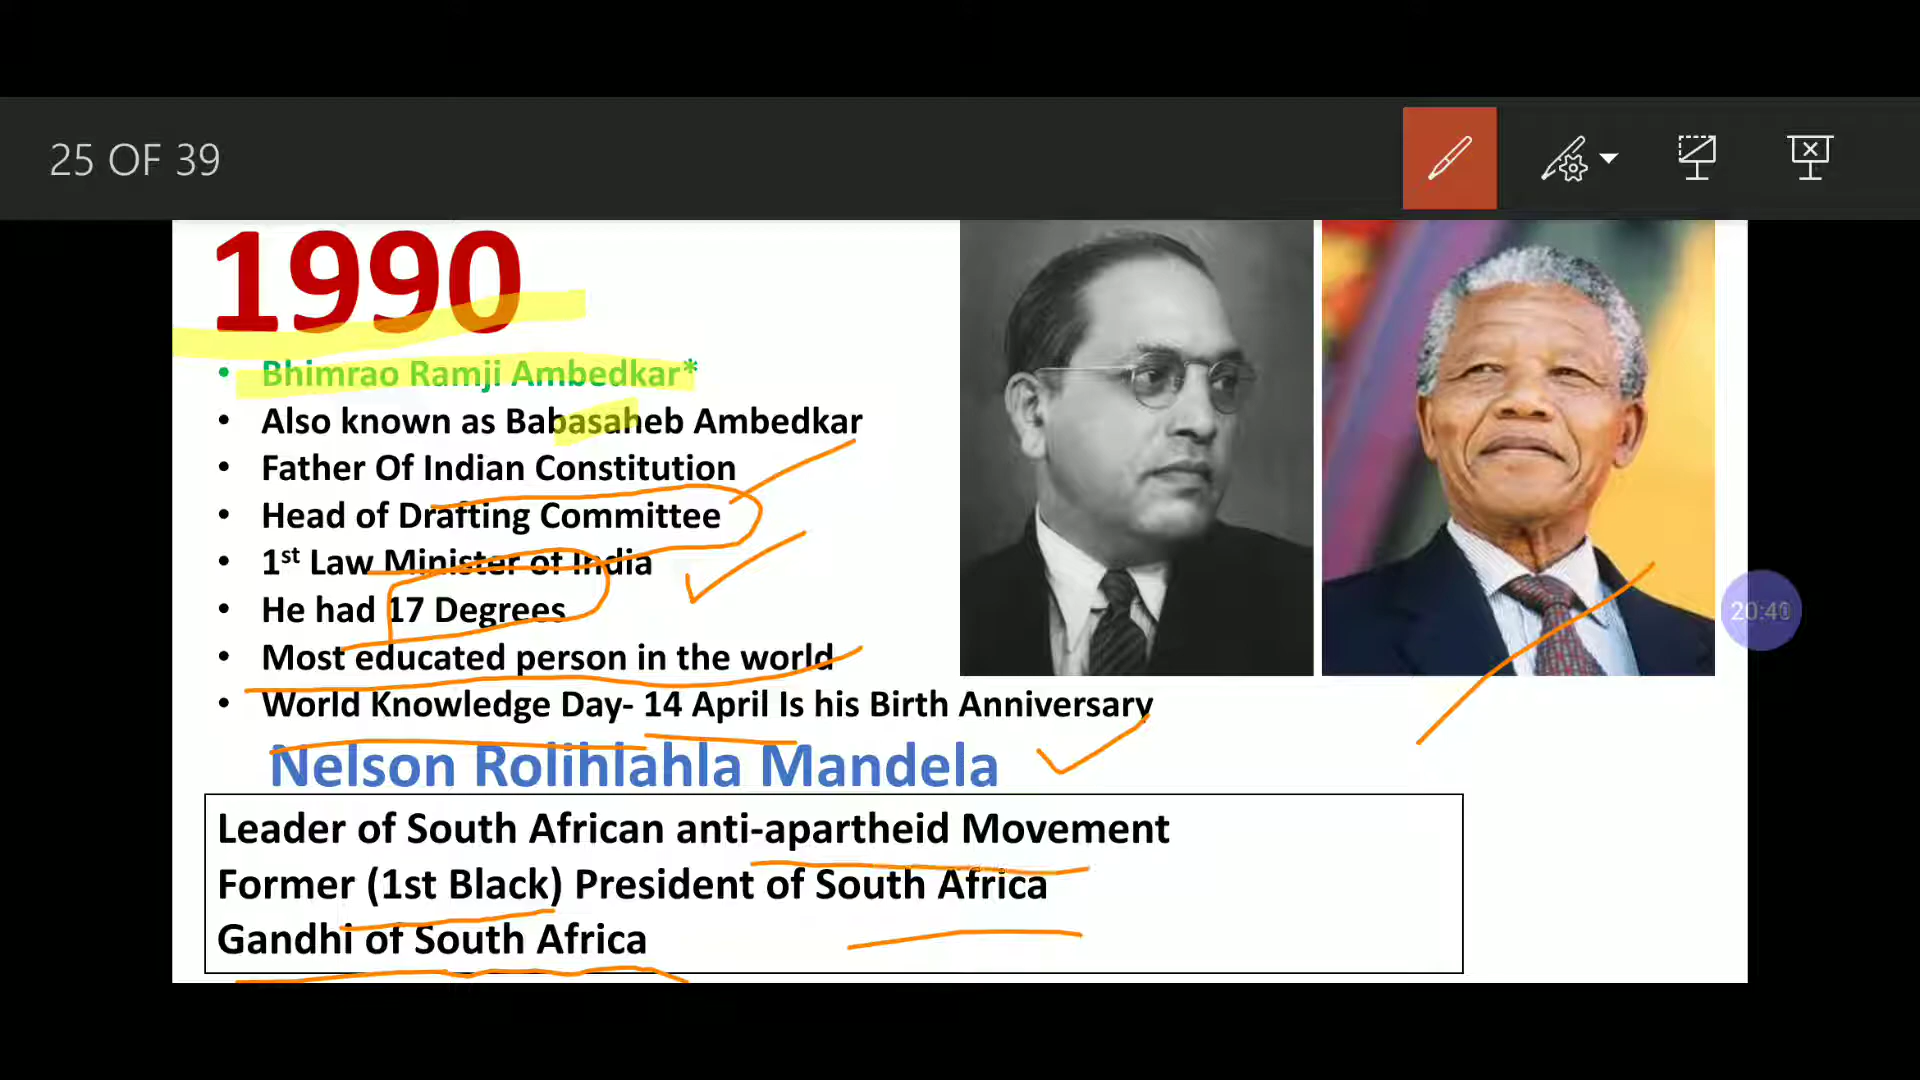 25 OF 39
1990
• Bhimrao Ramji Ambedkar*
• Also known as Babasaheb Ambedkar
• Father Of Indian Constitution
• Head of Drafting Committee
• 1st Law Minister of India
• He had 17 Degrees
• Most educated person in the world
• World Knowledge Day- 14 April Is his Birth Anniversary
Nelson Rolihlahla Mandela
Leader of South African anti-apartheid Movement
Former (1st Black) President of South Africa
Gandhi of South Africa